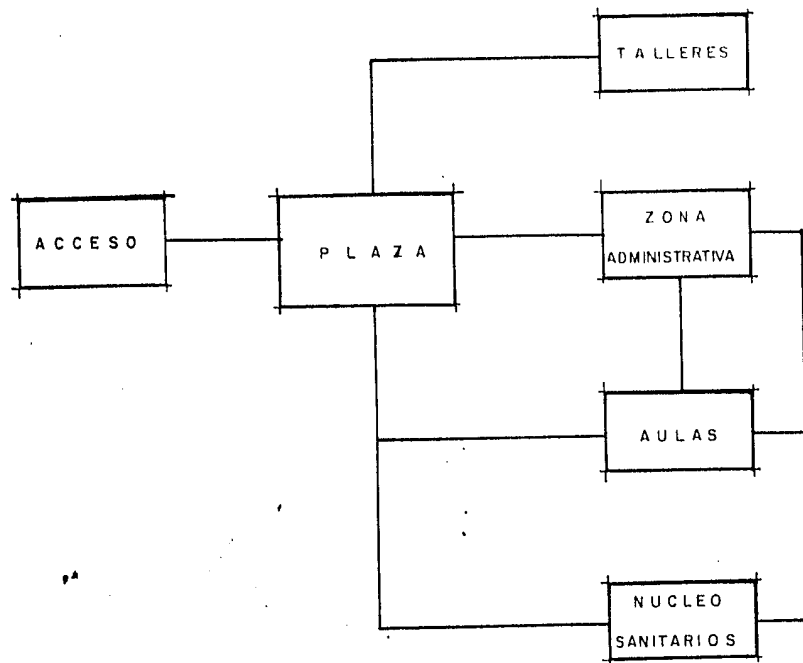 TALLERES
ACCESO
PLAZA
ZONA
ADMINISTRATIVA
AULAS
NUCLEO
SANITARIOS